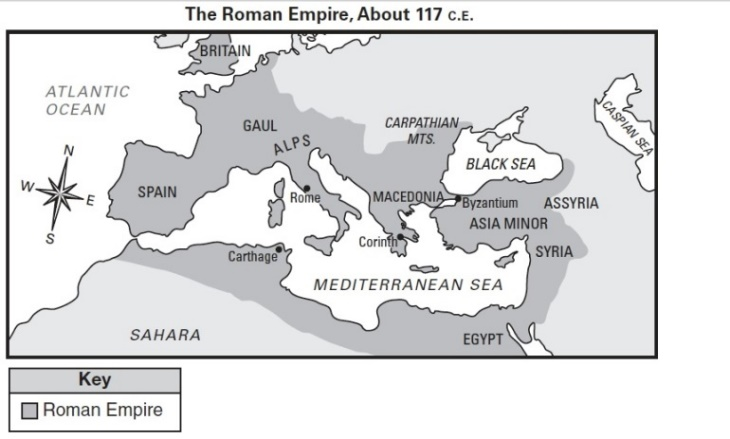 The Roman Empire, About 117 C.E.
BRITAIN
ATLANTIC
OCEAN
CASPIAN SEA
CARPATHIAN
MTS.
GAUL
ALPS
BLACK SEA
N
W
E
S
SPAIN
Rome
MACEDONIA
Byzantium
ASSYRIA
ASIA MINOR
Corinth
SYRIA
Carthage
MEDITERRANEAN SEA
SAHARA
EGYPT
Key
Roman Empire